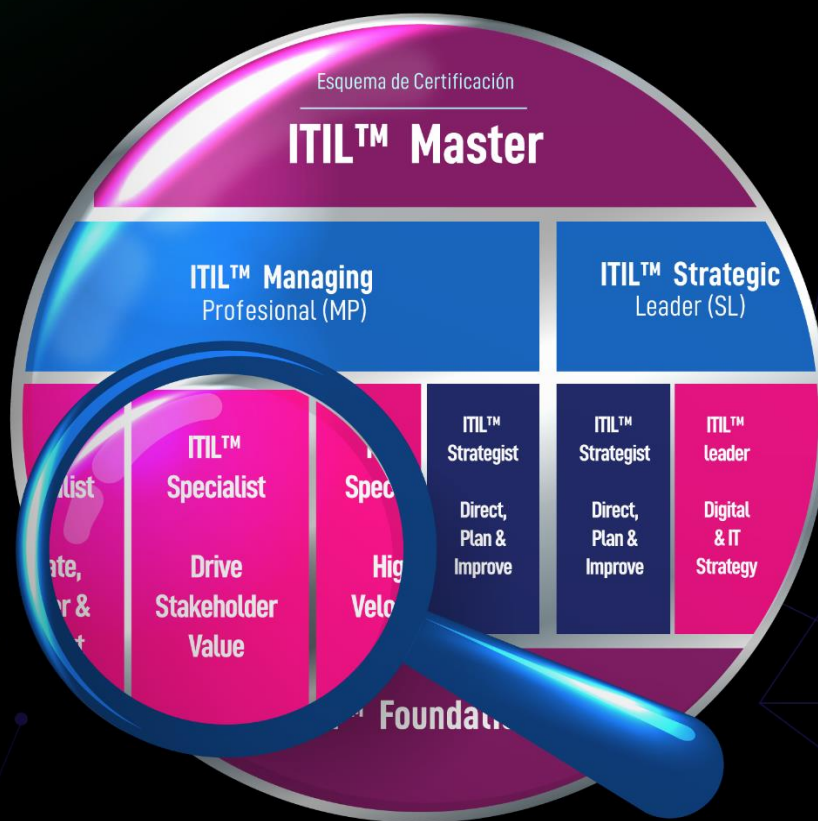 Esquema de Certificación
ITIL™ Master
ITIL™ Managing
Profesional (MP)
ITIL™ Strategic
Leader (SL)
ITIL™
Specialist
Drive
Stakeholder
Value
ITIL™
Strategist
Direct,
Plan &
Improve
ITIL™
Strategist
Direct,
Plan &
Improve
ITIL™
leader
Digital
& IT
Strategy